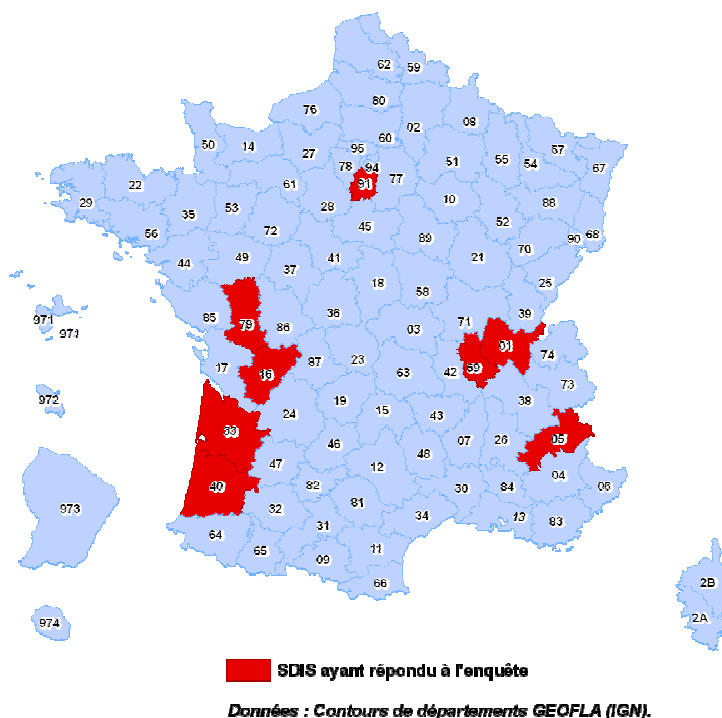 62 59
80
76 02 08
60
50 14 27 95 51 55 54 57 67
78 94
91 77
22 61 88
29 35 53 28 10
56 72 45 52 68
89 90
44 49 41 21 70
37 18 58 25
85 79 36 39
971 971 86 03 71
17 16 87 23 63 42 69 01 74
972 19 73
24 15 43 38
33 46 48 07 26 05
47 12 04
973 40 82 30 84 06
32 81 34 13 83
64 31
65 09 11
66
2B
974 2A
SDIS ayant répondu à l'enquête
Données : Contours de départements GEOFLA (IGN).